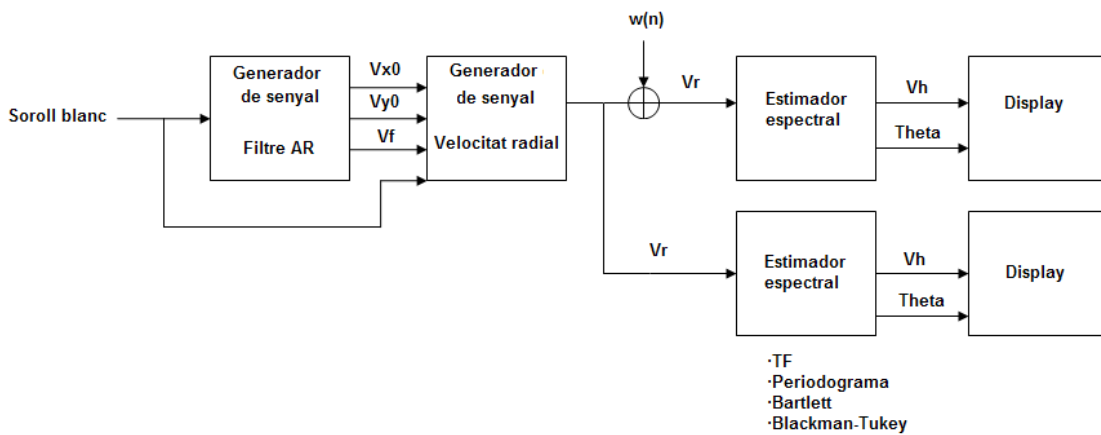 w(n)
Soroll blanc
Generador
de senyal
Filtre AR
Vx0
Vy0
Vf
Generador
de senyal
Velocitat radial
Vr
Estimador
espectral
Vh
Theta
Display
Vr
Estimador
espectral
Vh
Theta
Display
·TF
·Periodograma
·Bartlett
·Blackman-Tukey